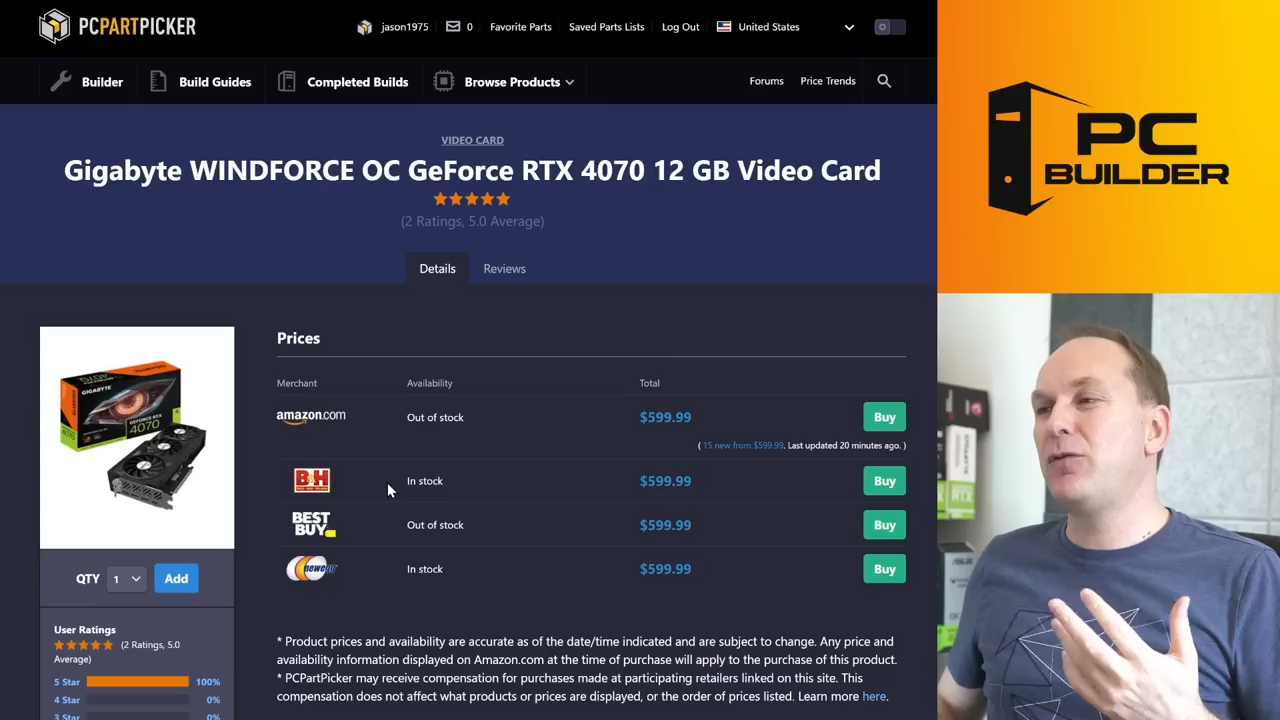 PCPARTPICKER
jason1975
0
Favorite Parts
Saved Parts Lists
Log Out
United States
Builder
Build Guides
Completed Builds
Browse Products
Forums
Price Trends
VIDEO CARD
Gigabyte WINDFORCE OC GeForce RTX 4070 12 GB Video Card
(2 Ratings, 5.0 Average)
Details
Reviews
PC
BUILDER
Prices
Merchant
Availability
Total
amazon.com
Out of stock
$599.99
Buy
( 15 new from $599.99. Last updated 20 minutes ago. )
B&H
In stock
$599.99
Buy
BEST
BUY
Out of stock
$599.99
Buy
newegg
In stock
$599.99
Buy
GIGABYTE
GEFORCE RTX
4070
QTY
1
Add
User Ratings
(2 Ratings, 5.0
Average)
5 Star
100%
4 Star
0%
3 Star
0%
* Product prices and availability are accurate as of the date/time indicated and are subject to change. Any price and
availability information displayed on Amazon.com at the time of purchase will apply to the purchase of this product.
* PCPartPicker may receive compensation for purchases made at participating retailers linked on this site. This
compensation does not affect what products or prices are displayed, or the order of prices listed. Learn more here.